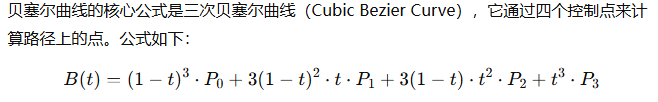 贝塞尔曲线的核心公式是三次贝塞尔曲线（Cubic Bezier Curve），它通过四个控制点来计
算路径上的点。公式如下：
B(t) = (1 − t)³ · P₀ + 3(1 − t)² · t · P₁ + 3(1 − t) · t² · P₂ + t³ · P₃